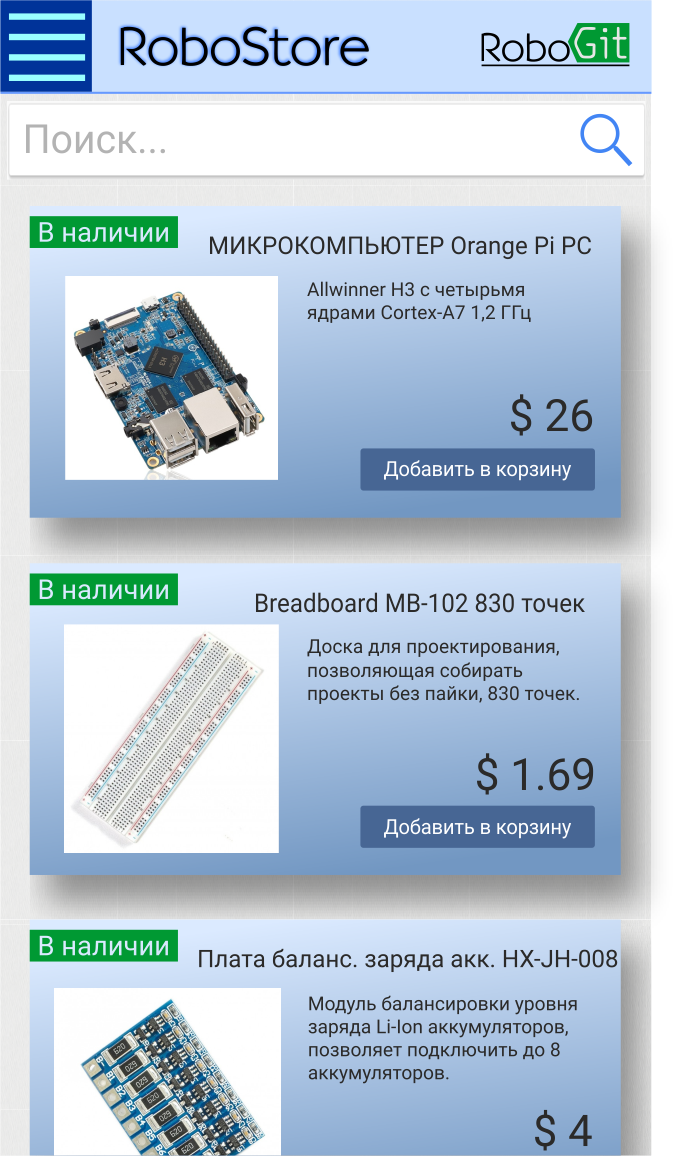 RoboStore
RoboGit
Поиск...
В наличии
МИКРОКОМПЬЮТЕР Orange Pi PC
Allwinner H3 с четырьмя
ядрами Cortex-A7 1,2 ГГц
$ 26
Добавить в корзину
В наличии
Breadboard MB-102 830 точек
Доска для проектирования,
позволяющая собирать
проекты без пайки, 830 точек.
$ 1.69
Добавить в корзину
В наличии
Плата баланс. заряда акк. HX-JH-008
Модуль балансировки уровня
заряда Li-Ion аккумуляторов,
позволяет подключить до 8
аккумуляторов.
$ 4